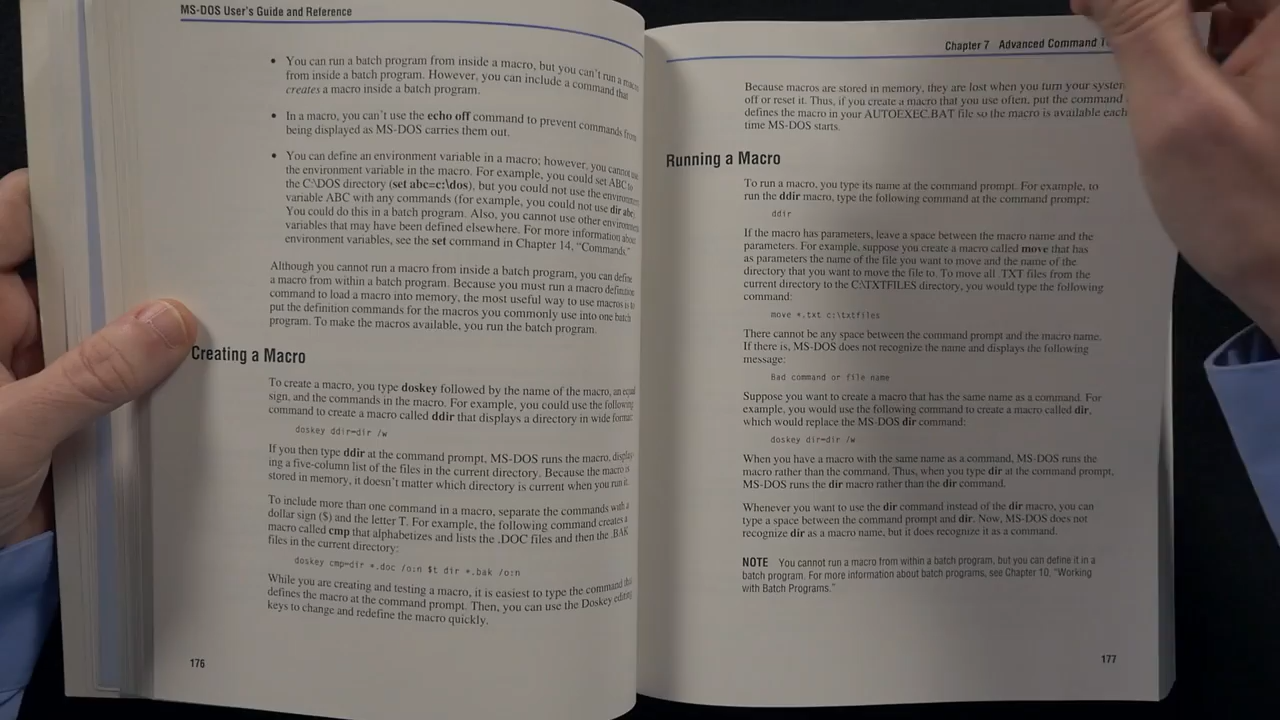 MS-DOS User's Guide and Reference
• You can run a batch program from inside a macro, but you can't run a macro
from inside a batch program. However, you can include a command that
creates a macro inside a batch program.
• In a macro, you can't use the echo off command to prevent commands from
being displayed as MS-DOS carries them out.
• You can define an environment variable in a macro; however, you cannot use
the environment variable in the macro. For example, you could set ABC to
the C:\DOS directory (set abc=c:\dos), but you could not use the environment
variable ABC with any commands (for example, you could not use dir abc
You could do this in a batch program. Also, you cannot use other environment
variables that may have been defined elsewhere. For more information about
environment variables, see the set command in Chapter 14, "Commands."
Although you cannot run a macro from inside a batch program, you can define
a macro from within a batch program. Because you must run a macro definition
command to load a macro into memory, the most useful way to use macros is to
put the definition commands for the macros you commonly use into one batch
program. To make the macros available, you run the batch program.
Creating a Macro
To create a macro, you type doskey followed by the name of the macro, an equal
sign, and the commands in the macro. For example, you could use the following
command to create a macro called ddir that displays a directory in wide format:
doskey ddir=dir /w
If you then type ddir at the command prompt, MS-DOS runs the macro, display-
ing a five-column list of the files in the current directory. Because the macro is
stored in memory, it doesn't matter which directory is current when you run it.
To include more than one command in a macro, separate the commands with a
dollar sign ($) and the letter T. For example, the following command creates a
macro called cmp that alphabetizes and lists the .DOC files and then the .BAK
files in the current directory:
doskey cmp=dir *.doc /o:n $t dir *.bak /o:n
While you are creating and testing a macro, it is easiest to type the command that
defines the macro at the command prompt. Then, you can use the Doskey editing
keys to change and redefine the macro quickly.
176
Chapter 7 Advanced Command
Because macros are stored in memory, they are lost when you turn your system
off or reset it. Thus, if you create a macro that you use often, put the command
defines the macro in your AUTOEXEC.BAT file so the macro is available each
time MS-DOS starts.
Running a Macro
To run a macro, you type its name at the command prompt. For example, to
run the ddir macro, type the following command at the command prompt:
ddir
If the macro has parameters, leave a space between the macro name and the
parameters. For example, suppose you create a macro called move that has
as parameters the name of the file you want to move and the name of the
directory that you want to move the file to. To move all .TXT files from the
current directory to the C:\TXTFILES directory, you would type the following
command:
move *.txt c:\txtfiles
There cannot be any space between the command prompt and the macro name.
If there is, MS-DOS does not recognize the name and displays the following
message:
Bad command or file name
Suppose you want to create a macro that has the same name as a command. For
example, you would use the following command to create a macro called dir,
which would replace the MS-DOS dir command:
doskey dir=dir /w
When you have a macro with the same name as a command, MS-DOS runs the
macro rather than the command. Thus, when you type dir at the command prompt,
MS-DOS runs the dir macro rather than the dir command.
Whenever you want to use the dir command instead of the dir macro, you can
type a space between the command prompt and dir. Now, MS-DOS does not
recognize dir as a macro name, but it does recognize it as a command.
NOTE You cannot run a macro from within a batch program, but you can define it in a
batch program. For more information about batch programs, see Chapter 10, "Working
with Batch Programs."
177